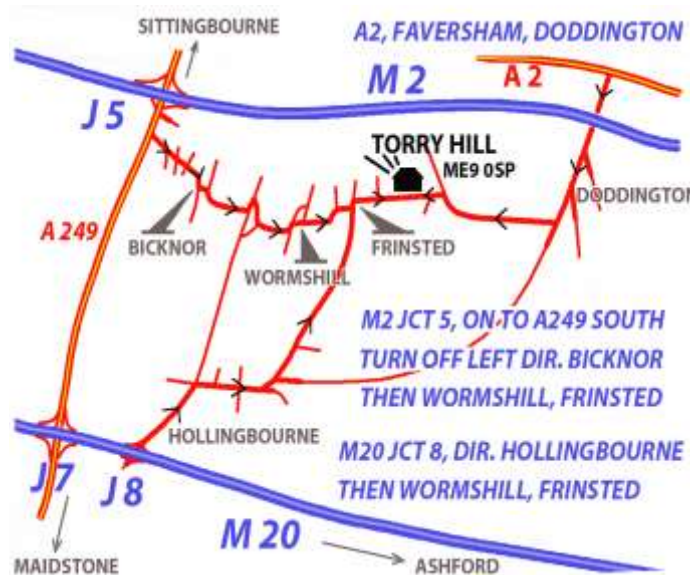 SITTINGBOURNE
A2, FAVERSHAM, DODDINGTON
A 2
M 2
J 5
TORRY HILL
ME9 0SP
DODDINGTON
A 249
BICKNOR
FRINSTED
WORMSHILL
M2 JCT 5, ON TO A249 SOUTH
TURN OFF LEFT DIR. BICKNOR
THEN WORMSHILL, FRINSTED
HOLLINGBOURNE
M20 JCT 8, DIR. HOLLINGBOURNE
THEN WORMSHILL, FRINSTED
J7
J 8
M 20
MAIDSTONE
ASHFORD